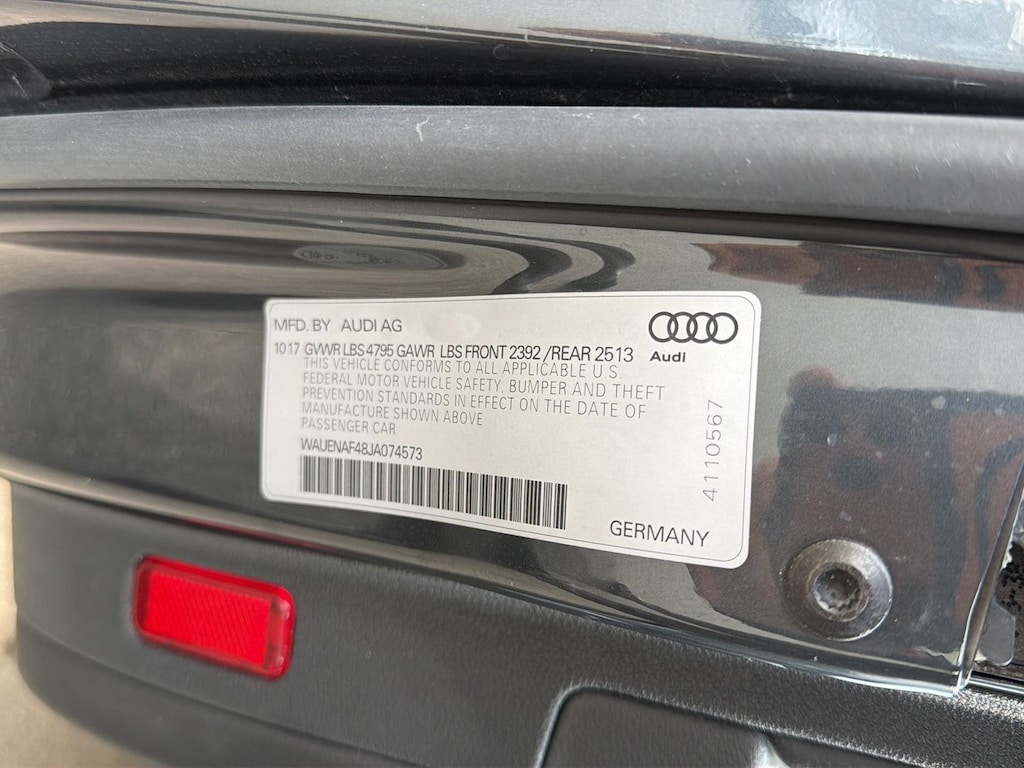 MFD. BY AUDI AG
10 17 GVWR LBS 4795 GAWR LBS FRONT 2392 /REAR 2513
THIS VEHICLE CONFORMS TO ALL APPLICABLE U.S.
FEDERAL MOTOR VEHICLE SAFETY, BUMPER AND THEFT
PREVENTION STANDARDS IN EFFECT ON THE DATE OF
MANUFACTURE SHOWN ABOVE
PASSENGER CAR
WAUENAF48JA074573
Audi
4110567
GERMANY